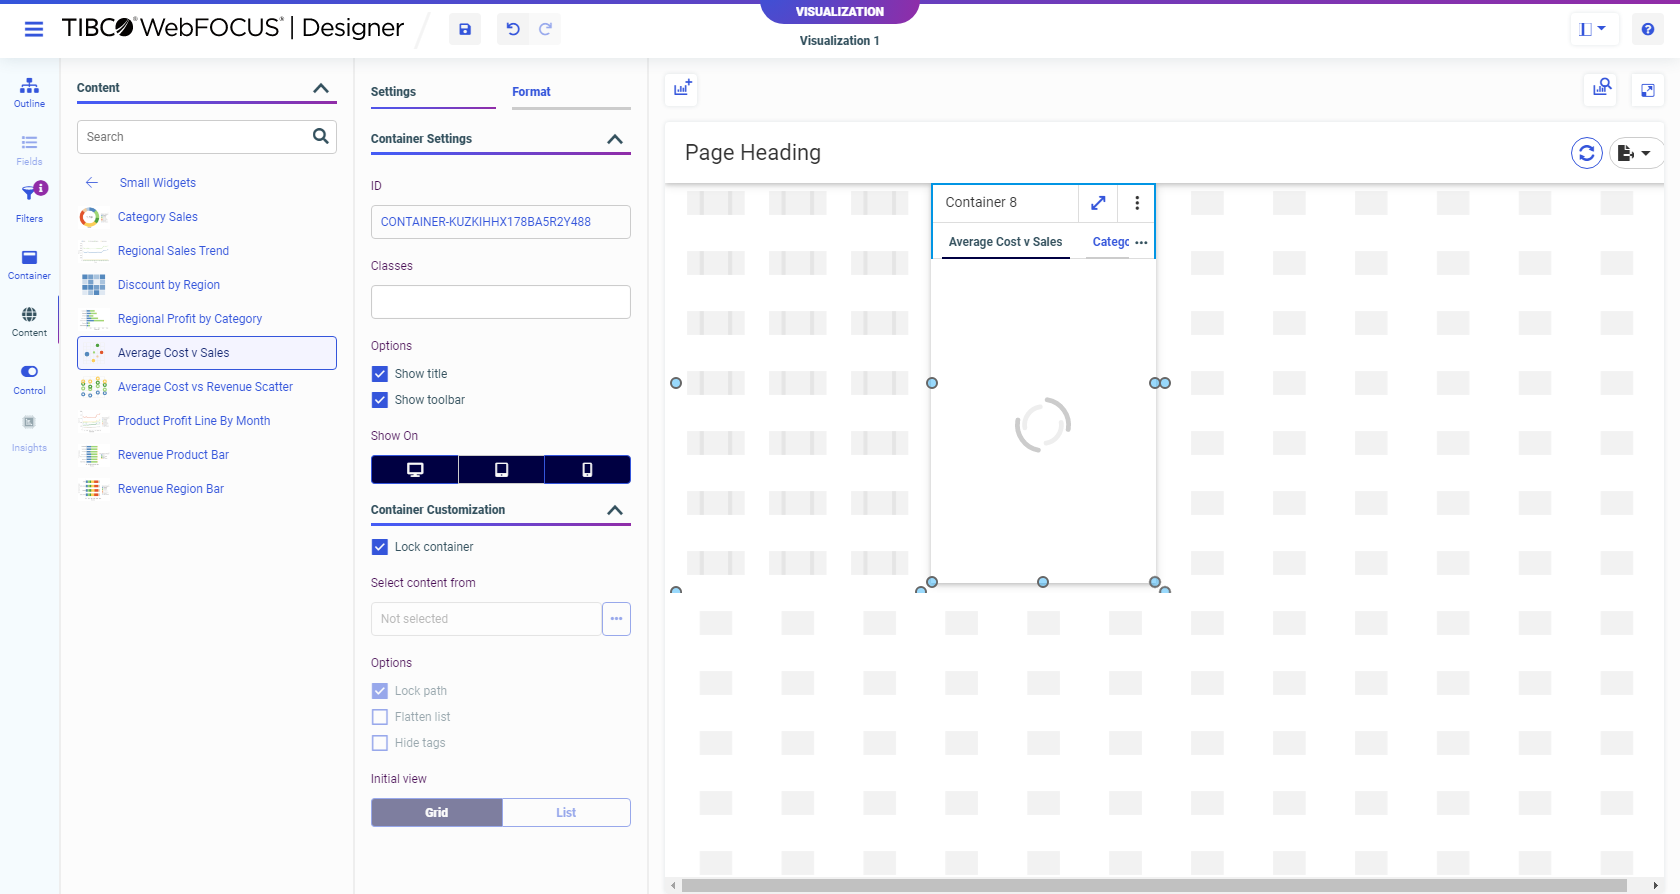 VISUALIZATION
TIBCO® WebFOCUS® | Designer
Visualization 1
Outline
Fields
Filters
Container
Content
Control
Insights
Content
Search
Small Widgets
Category Sales
Regional Sales Trend
Discount by Region
Regional Profit by Category
Average Cost v Sales
Average Cost vs Revenue Scatter
Product Profit Line By Month
Revenue Product Bar
Revenue Region Bar
Settings
Format
Container Settings
ID
CONTAINER-KUZKIHHX178BA5R2Y488
Classes
Options
Show title
Show toolbar
Show On
Container Customization
Lock container
Select content from
Not selected
Options
Lock path
Flatten list
Hide tags
Initial view
Grid
List
Page Heading
Container 8
Average Cost v Sales
Catego